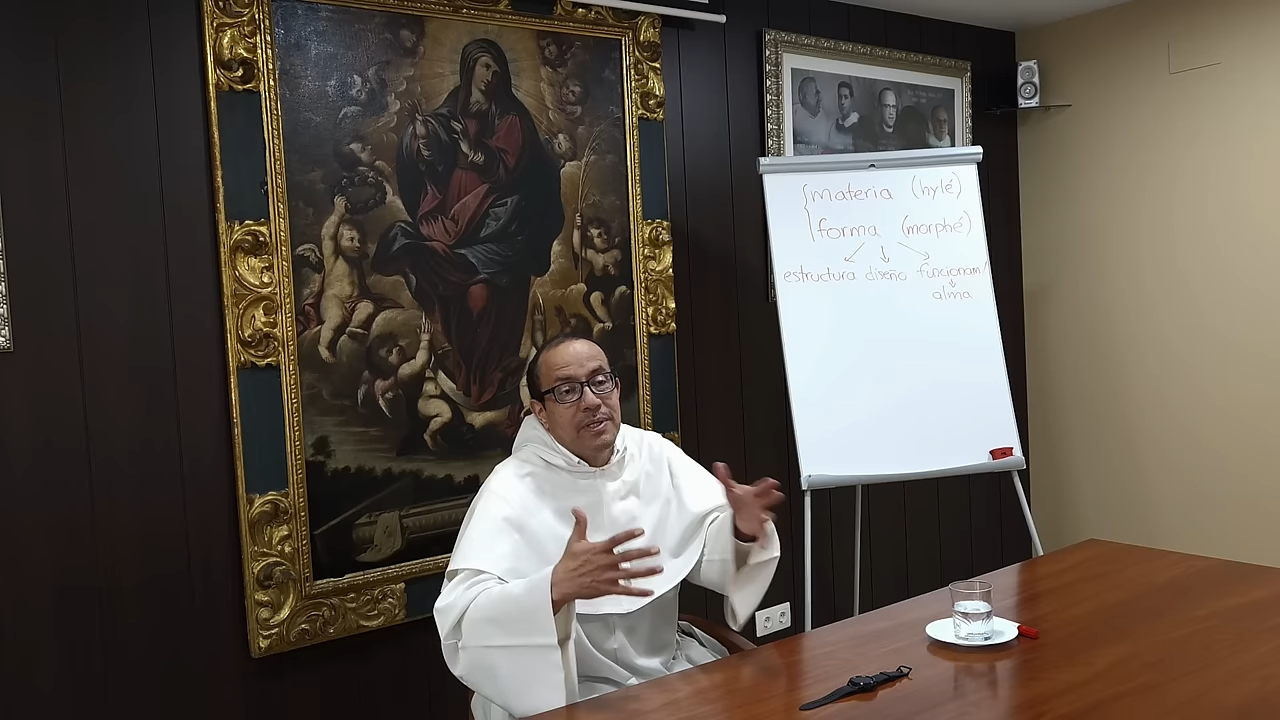 materia (hylé)
forma (morphé)
estructura diseño funcionam/
alma